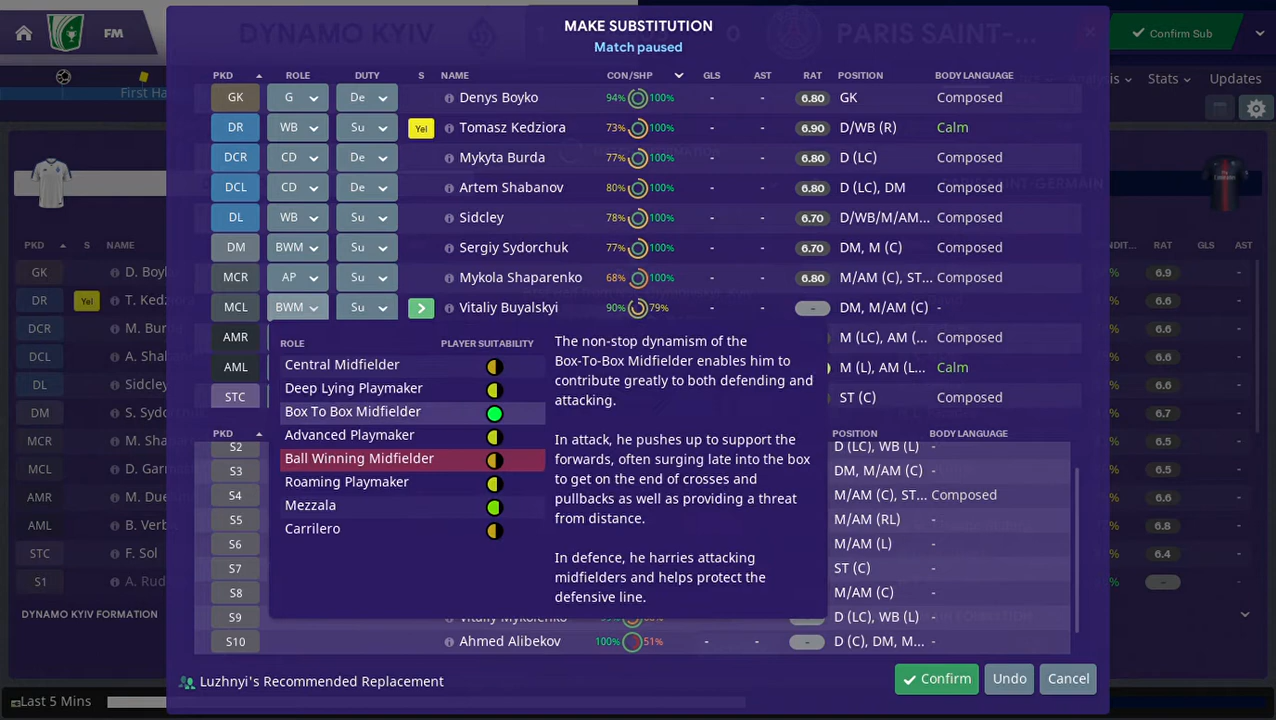 MAKE SUBSTITUTION
FM DYNAMO KYIV 0 PARIS SAINT-... Confirm Sub
Match paused
PKD ROLE DUTY S NAME CON/SHP GLS AST RAT POSITION BODY LANGUAGE
First Ha Analysis Stats Updates
GK G De Denys Boyko 94% 100% - - 6.80 GK Composed
DR WB Su Yel Tomasz Kedziora 73% 100% - - 6.90 D/WB (R) Calm
DCR CD De Mykyta Burda 77% 100% - - 6.80 D (LC) Composed
DCL CD De Artem Shabanov 80% 100% - - 6.80 D (LC), DM Composed
DL WB Su Sidcley 78% 100% - - 6.70 D/WB/M/AM... Composed
DM BWM Su Sergiy Sydorchuk 77% 100% - - 6.70 DM, M (C) Composed
MCR AP Su Mykola Shaparenko 68% 100% - - 6.80 M/AM (C), ST... Composed
MCL BWM Su Vitaliy Buyalskyi 90% 79% - - - DM, M/AM (C) -
AMR M (LC), AM (... Composed
AML M (L), AM (L... Calm
STC ST (C) Composed
ROLE PLAYER SUITABILITY
Central Midfielder
Deep Lying Playmaker
Box To Box Midfielder
Advanced Playmaker
Ball Winning Midfielder
Roaming Playmaker
Mezzala
Carrilero
The non-stop dynamism of the
Box-To-Box Midfielder enables him to
contribute greatly to both defending and
attacking.
In attack, he pushes up to support the
forwards, often surging late into the box
to get on the end of crosses and
pullbacks as well as providing a threat
from distance.
In defence, he harries attacking
midfielders and helps protect the
defensive line.
PKD POSITION BODY LANGUAGE
S2 D (LC), WB (L) -
S3 DM, M/AM (C) -
S4 M/AM (C), ST... Composed
S5 M/AM (RL) -
S6 M/AM (L) -
S7 ST (C) -
S8 M/AM (C) -
S9 Vitaliy Mykolenko - D (LC), WB (L) -
S10 Ahmed Alibekov 100% 51% - - - D (C), DM, M... -
Luzhnyi's Recommended Replacement
Confirm Undo Cancel
PKD S NAME
GK D. Boyk
DR Yel T. Kedzi
DCR M. Burd
DCL A. Shab
DL Sidcley
DM S. Sydor
MCR M. Shap
MCL D. Garm
AMR M. Due
AML B. Verb
STC F. Sol
S1 A. Rud
DYNAMO KYIV FORMATION
RAT GLS AST
6.9 - -
6.6 - -
6.6 - -
6.6 - -
6.6 - -
6.7 - -
6.6 - -
6.6 - -
6.6 - -
6.8 - -
6.4 - -
- - -
Last 5 Mins